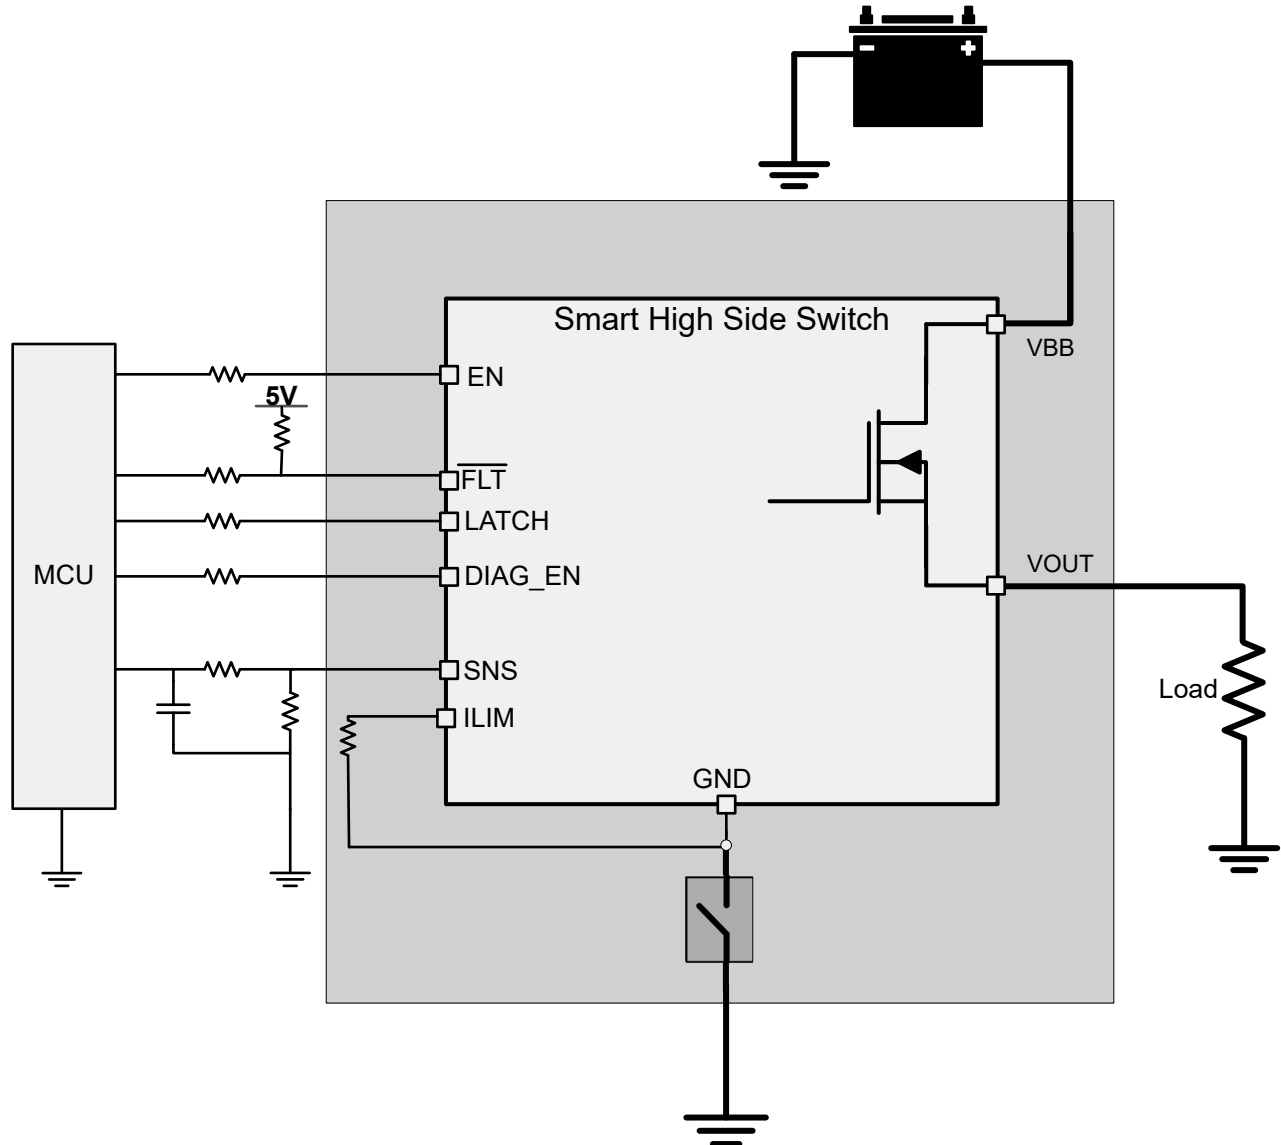 − +
Smart High Side Switch
VBB
EN
5V
FLT
LATCH
MCU
DIAG_EN
VOUT
SNS
Load
ILIM
GND